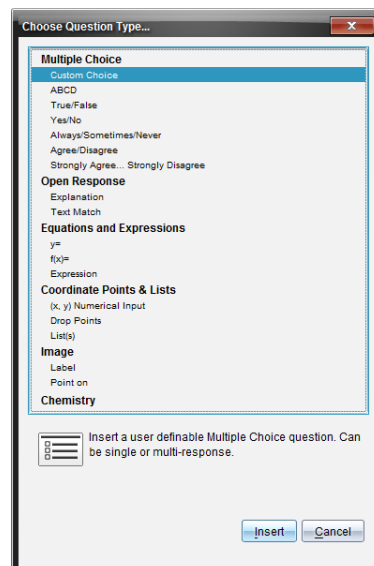 Choose Question Type...
Multiple Choice
Custom Choice
ABCD
True/False
Yes/No
Always/Sometimes/Never
Agree/Disagree
Strongly Agree... Strongly Disagree
Open Response
Explanation
Text Match
Equations and Expressions
y=
f(x)=
Expression
Coordinate Points & Lists
(x, y) Numerical Input
Drop Points
List(s)
Image
Label
Point on
Chemistry
Insert a user definable Multiple Choice question. Can
be single or multi-response.
Insert Cancel